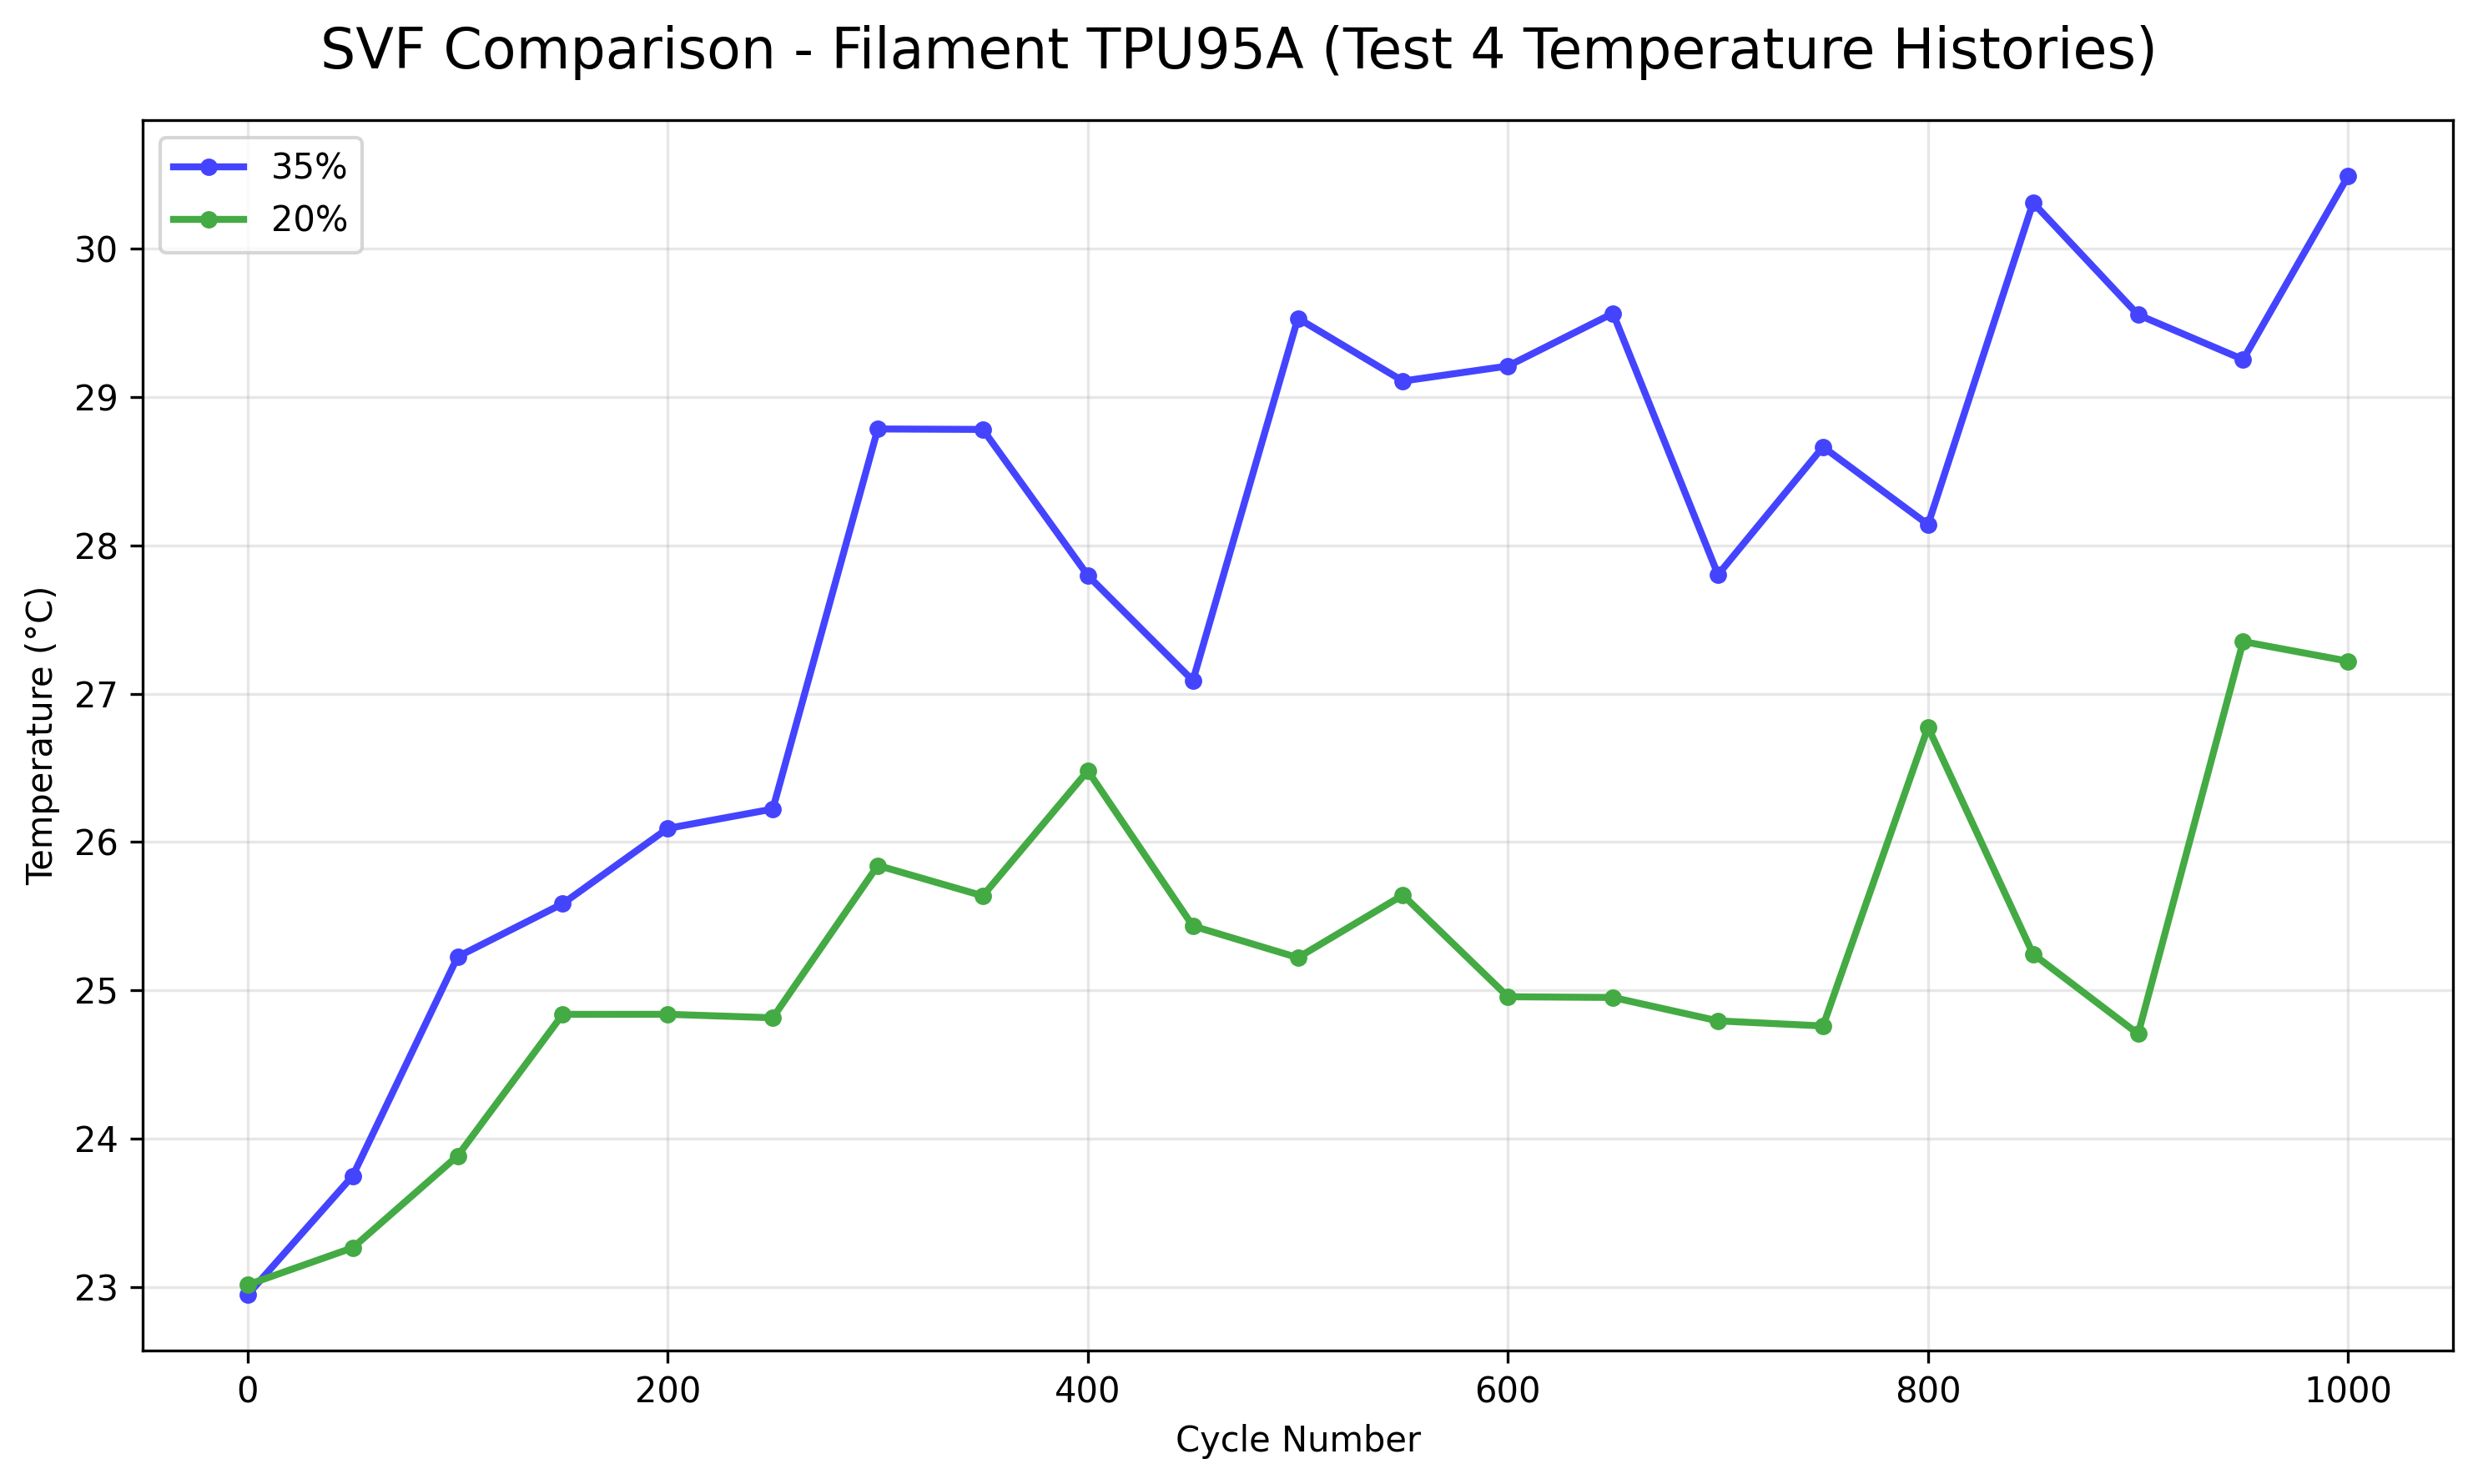 SVF Comparison - Filament TPU95A (Test 4 Temperature Histories)
35%
20%
30
29
28
27
26
25
24
23
Temperature (°C)
0 200 400 600 800 1000
Cycle Number